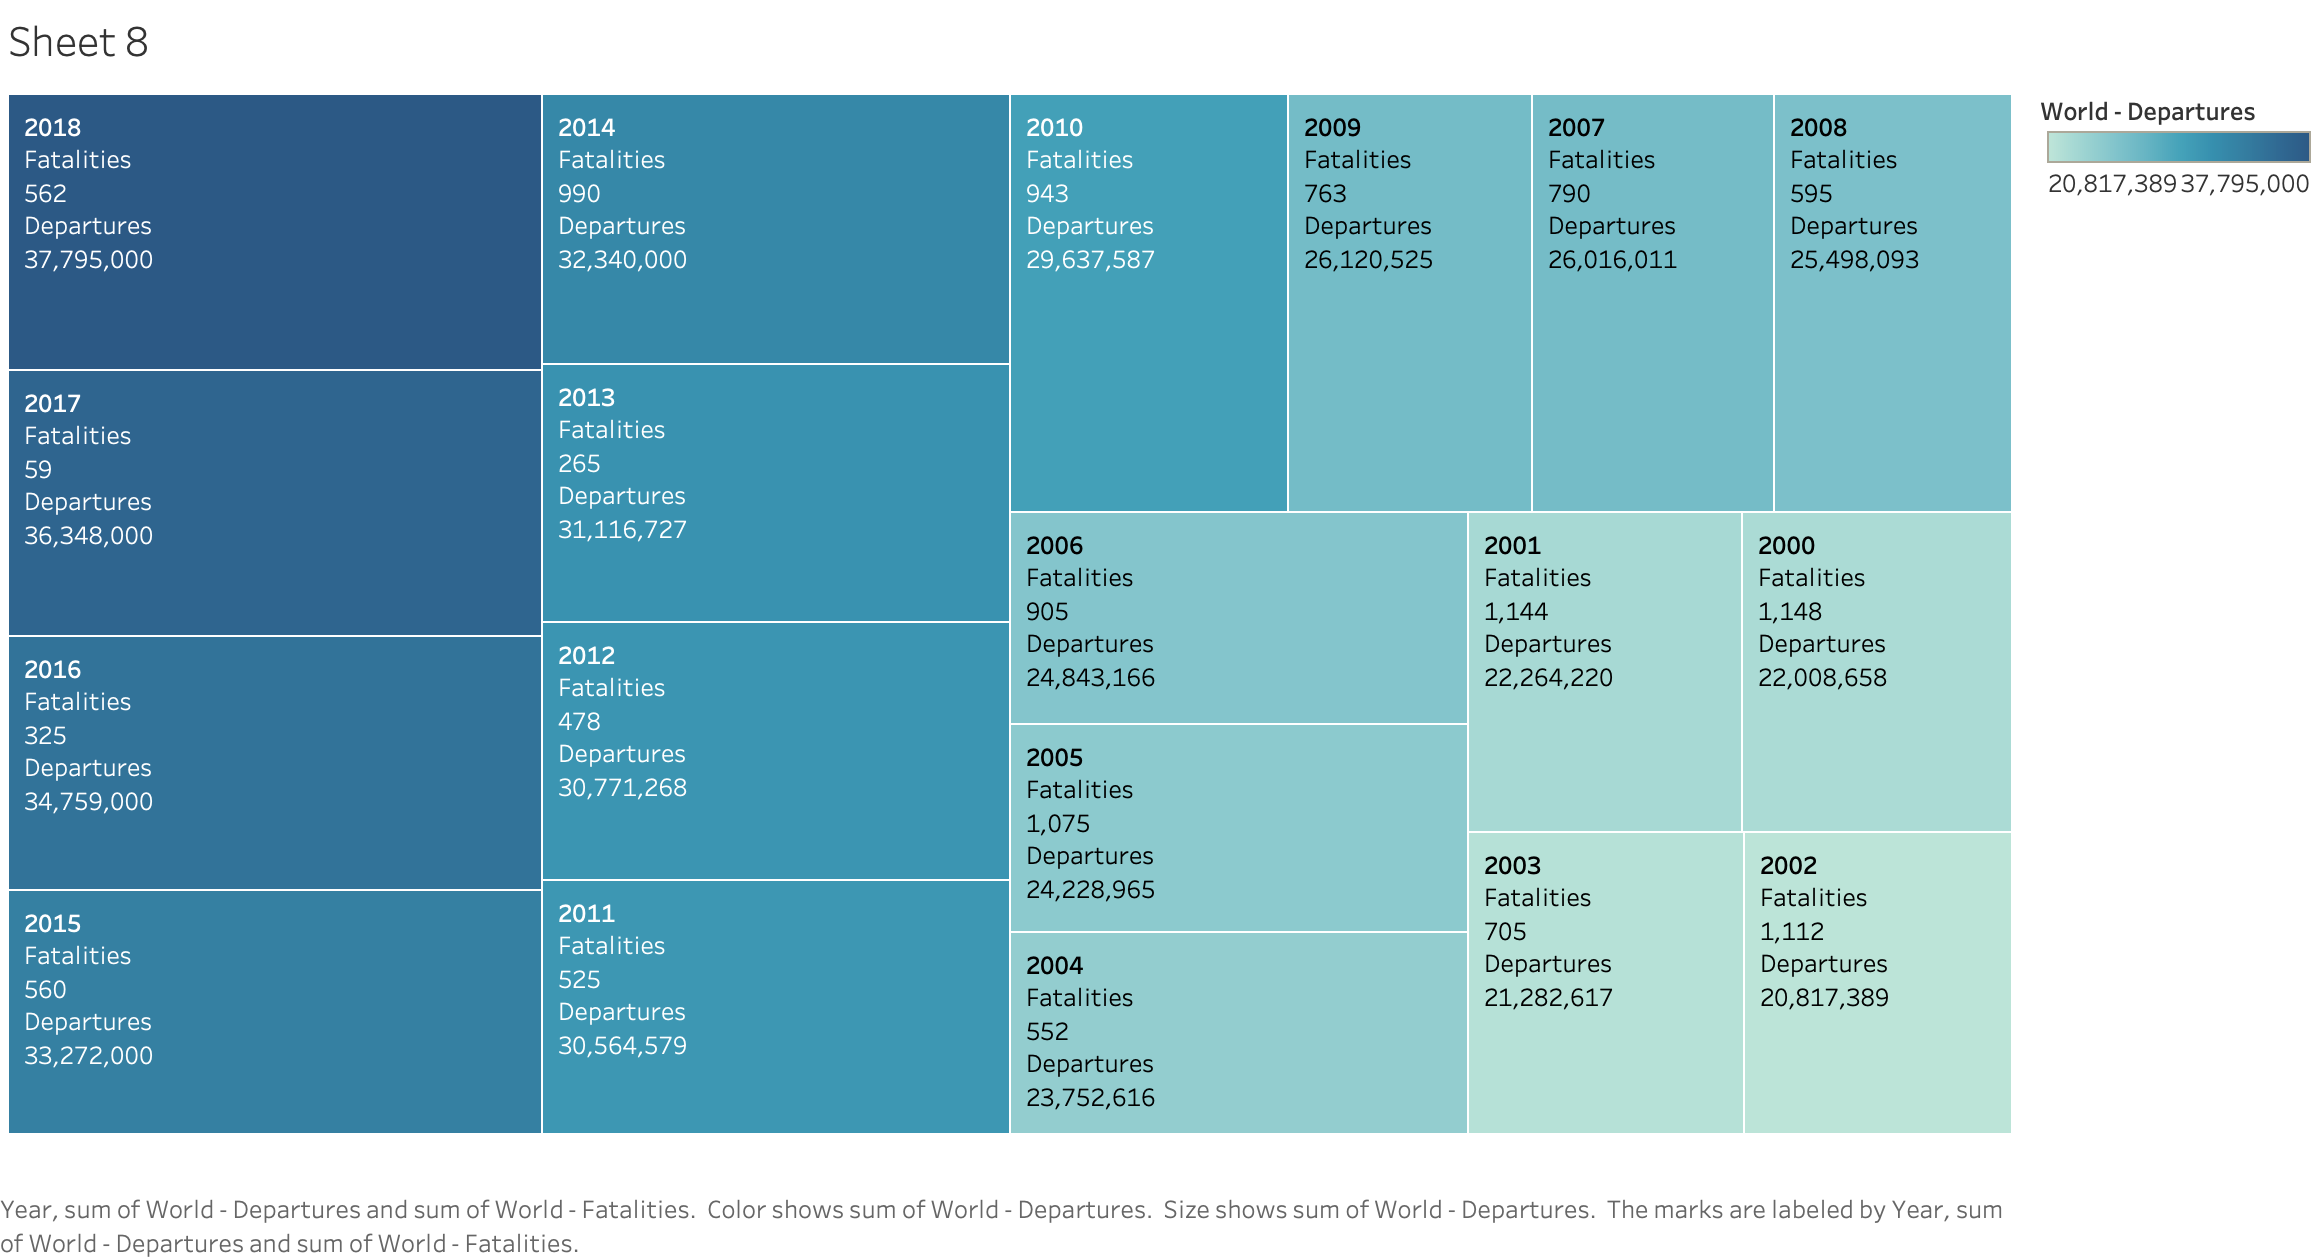 Sheet 8
2018
Fatalities
562
Departures
37,795,000
2017
Fatalities
59
Departures
36,348,000
2016
Fatalities
325
Departures
34,759,000
2015
Fatalities
560
Departures
33,272,000
2014
Fatalities
990
Departures
32,340,000
2013
Fatalities
265
Departures
31,116,727
2012
Fatalities
478
Departures
30,771,268
2011
Fatalities
525
Departures
30,564,579
2010
Fatalities
943
Departures
29,637,587
2009
Fatalities
763
Departures
26,120,525
2007
Fatalities
790
Departures
26,016,011
2008
Fatalities
595
Departures
25,498,093
2006
Fatalities
905
Departures
24,843,166
2005
Fatalities
1,075
Departures
24,228,965
2004
Fatalities
552
Departures
23,752,616
2001
Fatalities
1,144
Departures
22,264,220
2000
Fatalities
1,148
Departures
22,008,658
2003
Fatalities
705
Departures
21,282,617
2002
Fatalities
1,112
Departures
20,817,389
World - Departures
20,817,389 37,795,000
Year, sum of World - Departures and sum of World - Fatalities.  Color shows sum of World - Departures.  Size shows sum of World - Departures.  The marks are labeled by Year, sum
of World - Departures and sum of World - Fatalities.